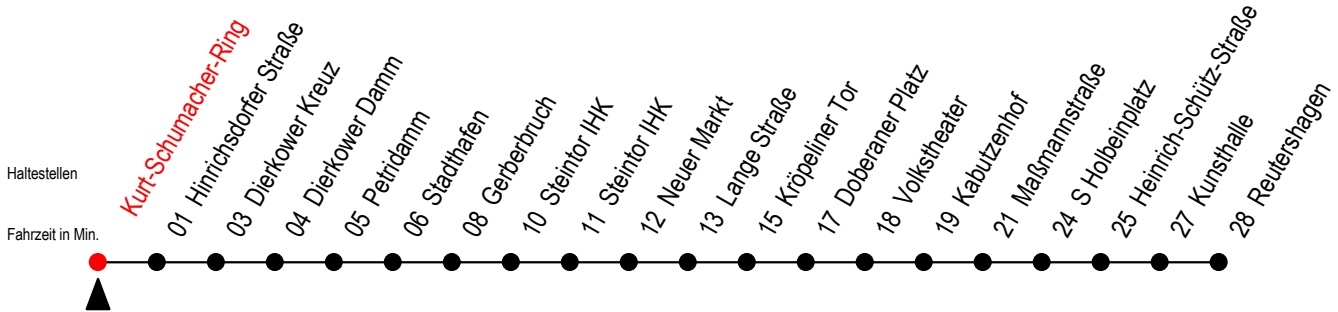 Haltestellen
Fahrzeit in Min.
Kurt-Schumacher-Ring
01 Hinrichsdorfer Straße
03 Dierkower Kreuz
04 Dierkower Damm
05 Petridamm
06 Stadthafen
08 Gerberbruch
10 Steintor IHK
11 Steintor IHK
12 Neuer Markt
13 Lange Straße
15 Kröpeliner Tor
17 Doberaner Platz
18 Volkstheater
19 Kabutzenhof
21 Maßmannstraße
24 S Holbeinplatz
25 Heinrich-Schütz-Straße
27 Kunsthalle
28 Reutershagen